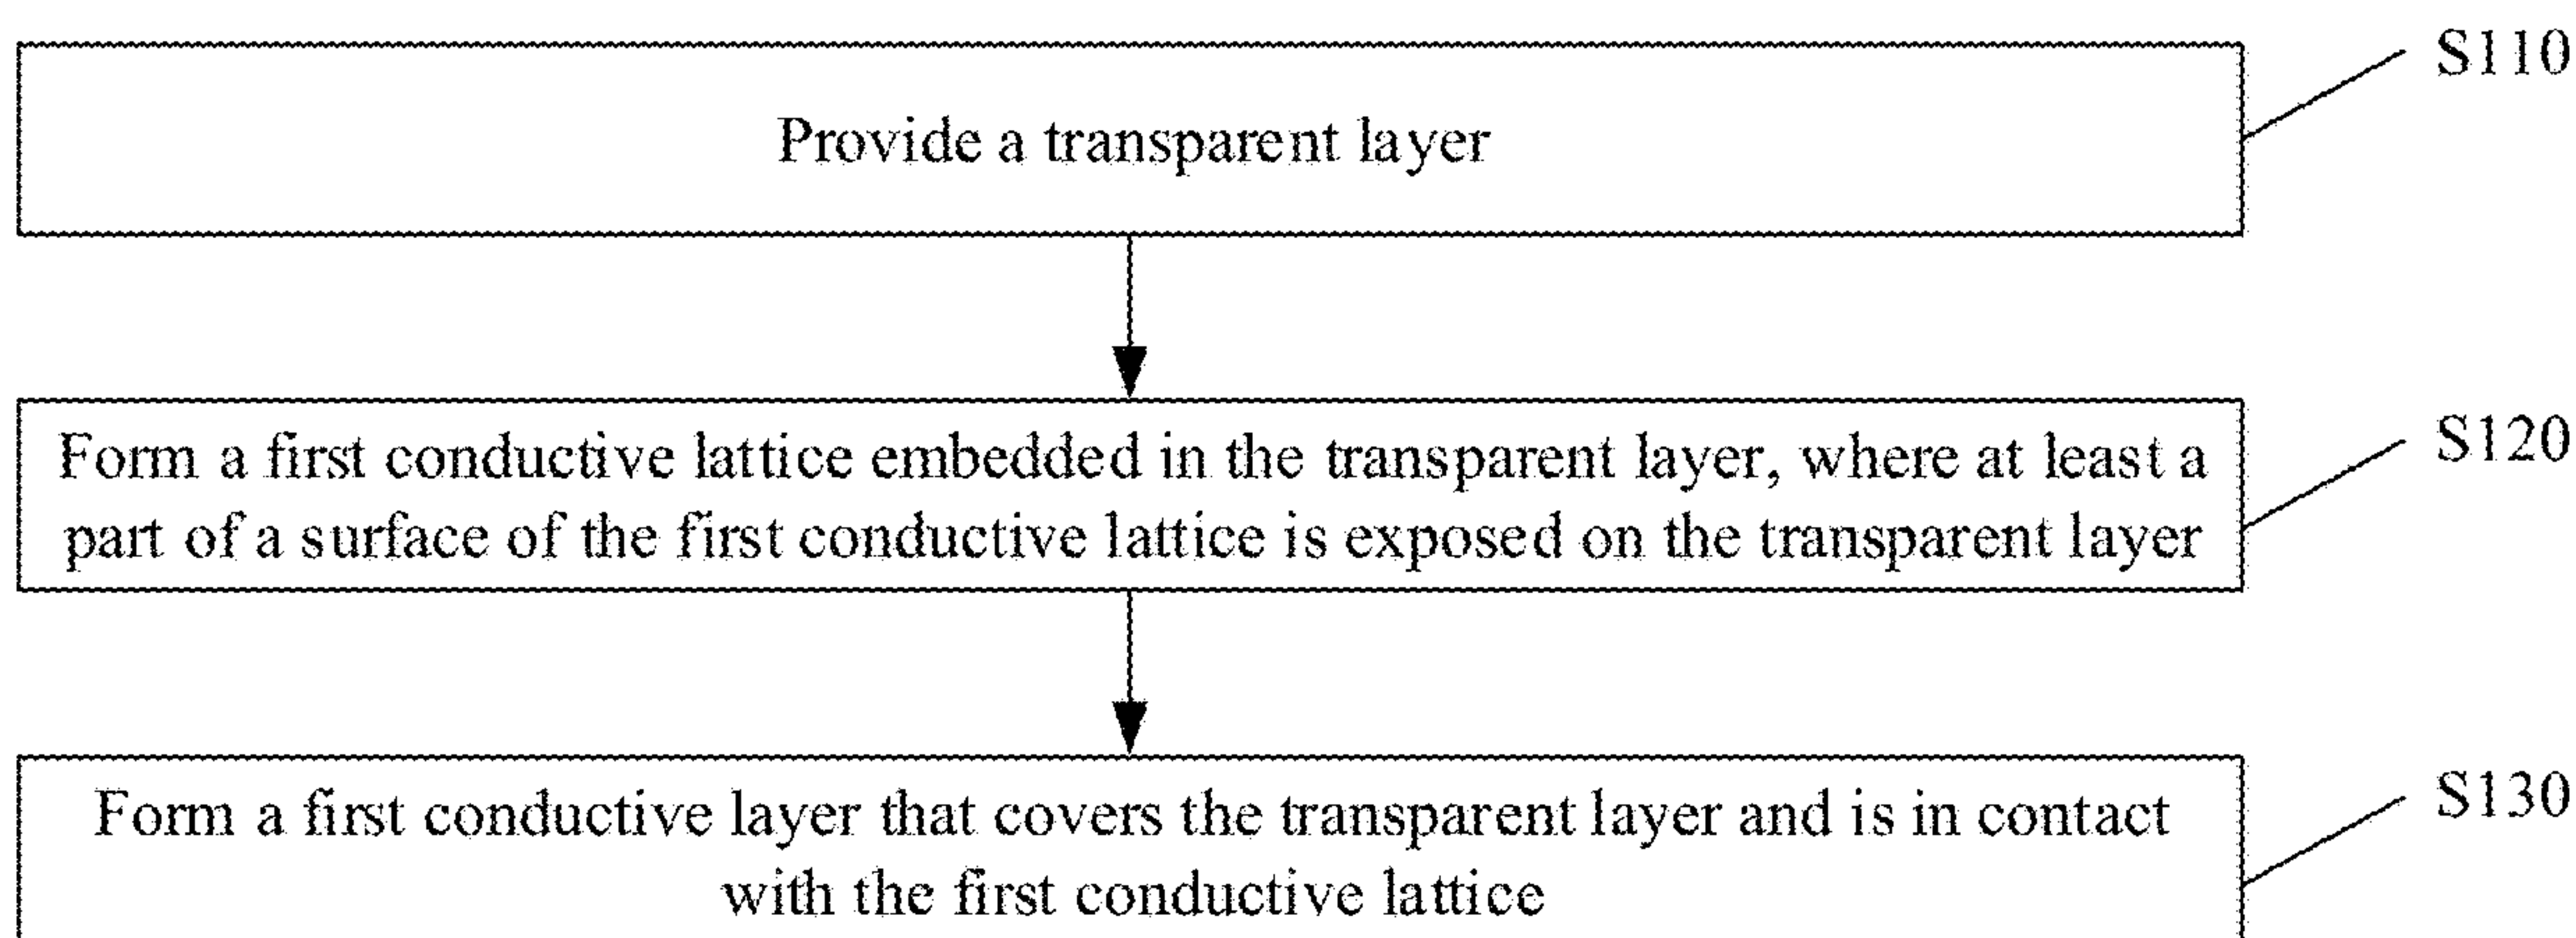 Provide a transparent layer
S110
Form a first conductive lattice embedded in the transparent layer, where at least a
part of a surface of the first conductive lattice is exposed on the transparent layer
S120
Form a first conductive layer that covers the transparent layer and is in contact
with the first conductive lattice
S130